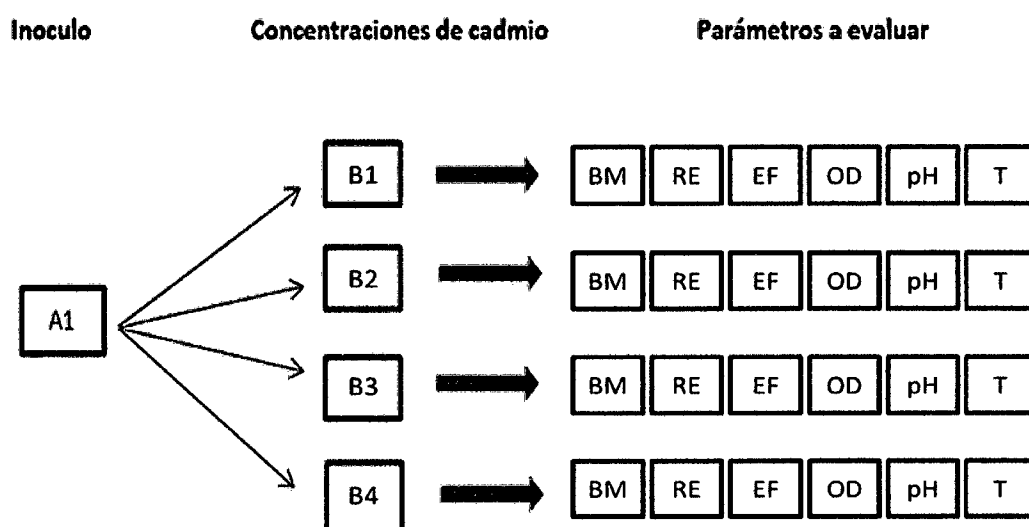 Inoculo Concentraciones de cadmio Parámetros a evaluar
B1 BM RE EF OD pH T
B2 BM RE EF OD pH T
A1
B3 BM RE EF OD pH T
B4 BM RE EF OD pH T